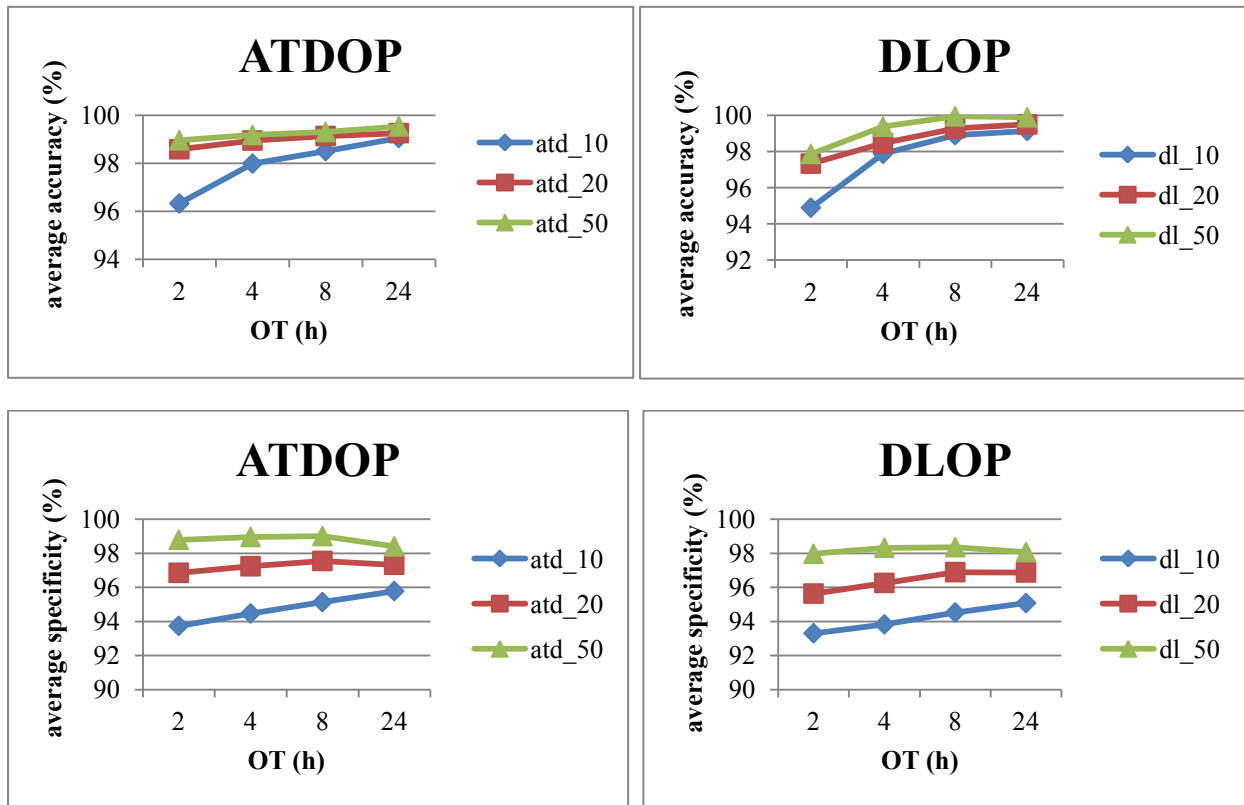 ATDOP
average accuracy (%)
100
98
96
94
2 4 8 24
OT (h)
atd_10
atd_20
atd_50
DLOP
average accuracy (%)
100
98
96
94
92
2 4 8 24
OT (h)
dl_10
dl_20
dl_50
ATDOP
average specificity (%)
100
98
96
94
92
90
2 4 8 24
OT (h)
atd_10
atd_20
atd_50
DLOP
average specificity (%)
100
98
96
94
92
90
2 4 8 24
OT (h)
dl_10
dl_20
dl_50